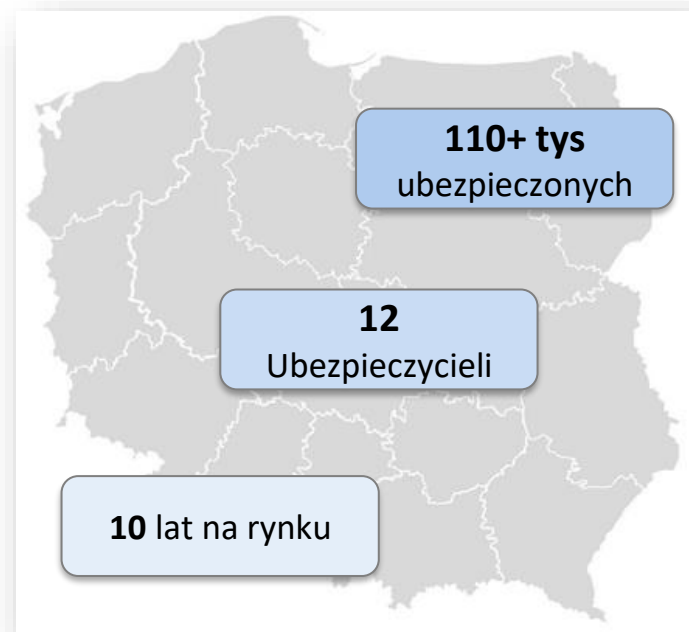 110+ tys
ubezpieczonych
12
Ubezpieczycieli
10 lat na rynku